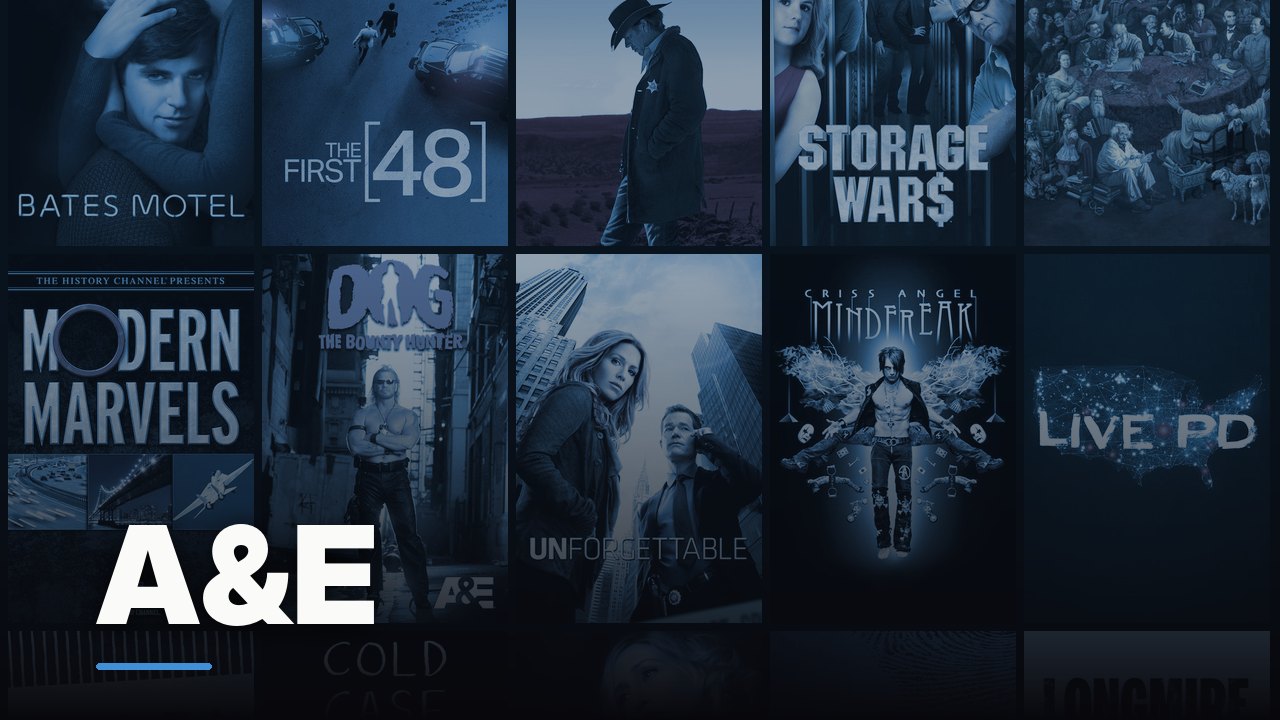 BATES MOTEL
THE
FIRST
[48]
STORAGE
WAR$
THE HISTORY CHANNEL PRESENTS
MODERN
MARVELS
DOG
THE BOUNTY HUNTER
A&E
UNFORGETTABLE
CRISS ANGEL
MINDFREAK
LIVE PD
A&E
COLD
CASE
LONGMIRE